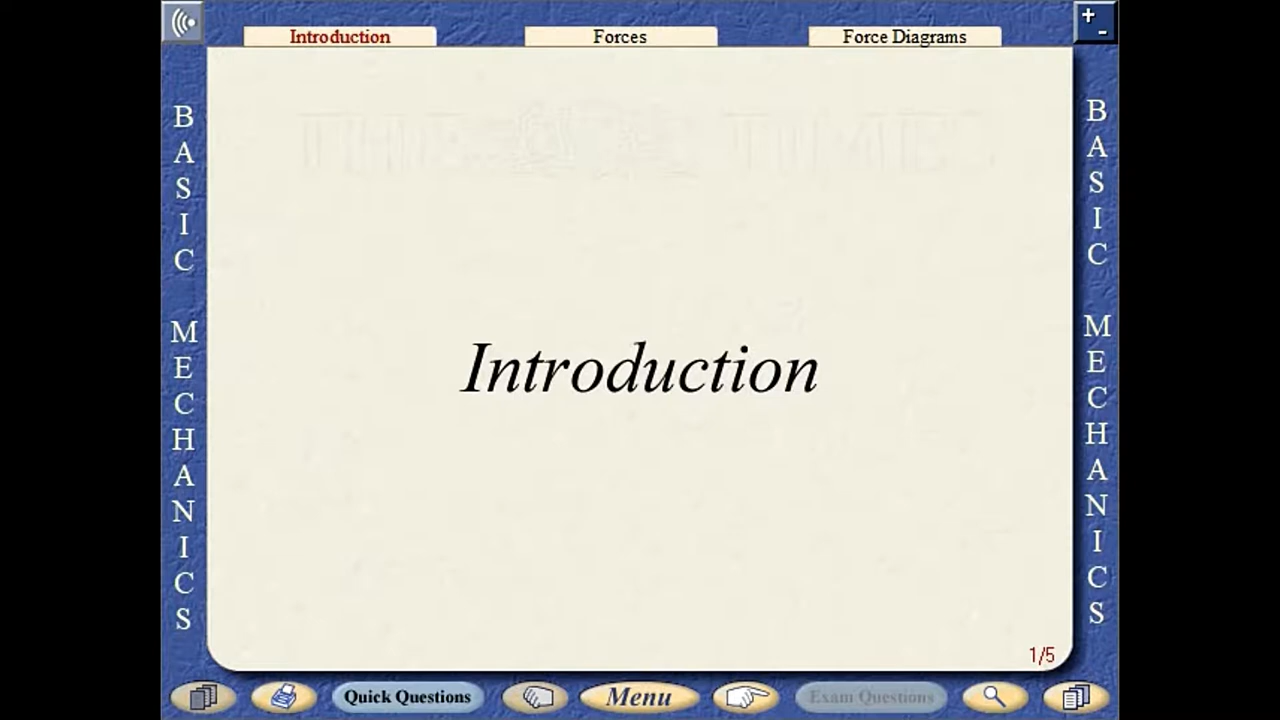 Introduction
Forces
Force Diagrams
+
-
BASIC MECHANICS
BASIC MECHANICS
Introduction
1/5
Quick Questions
Menu
Exam Questions